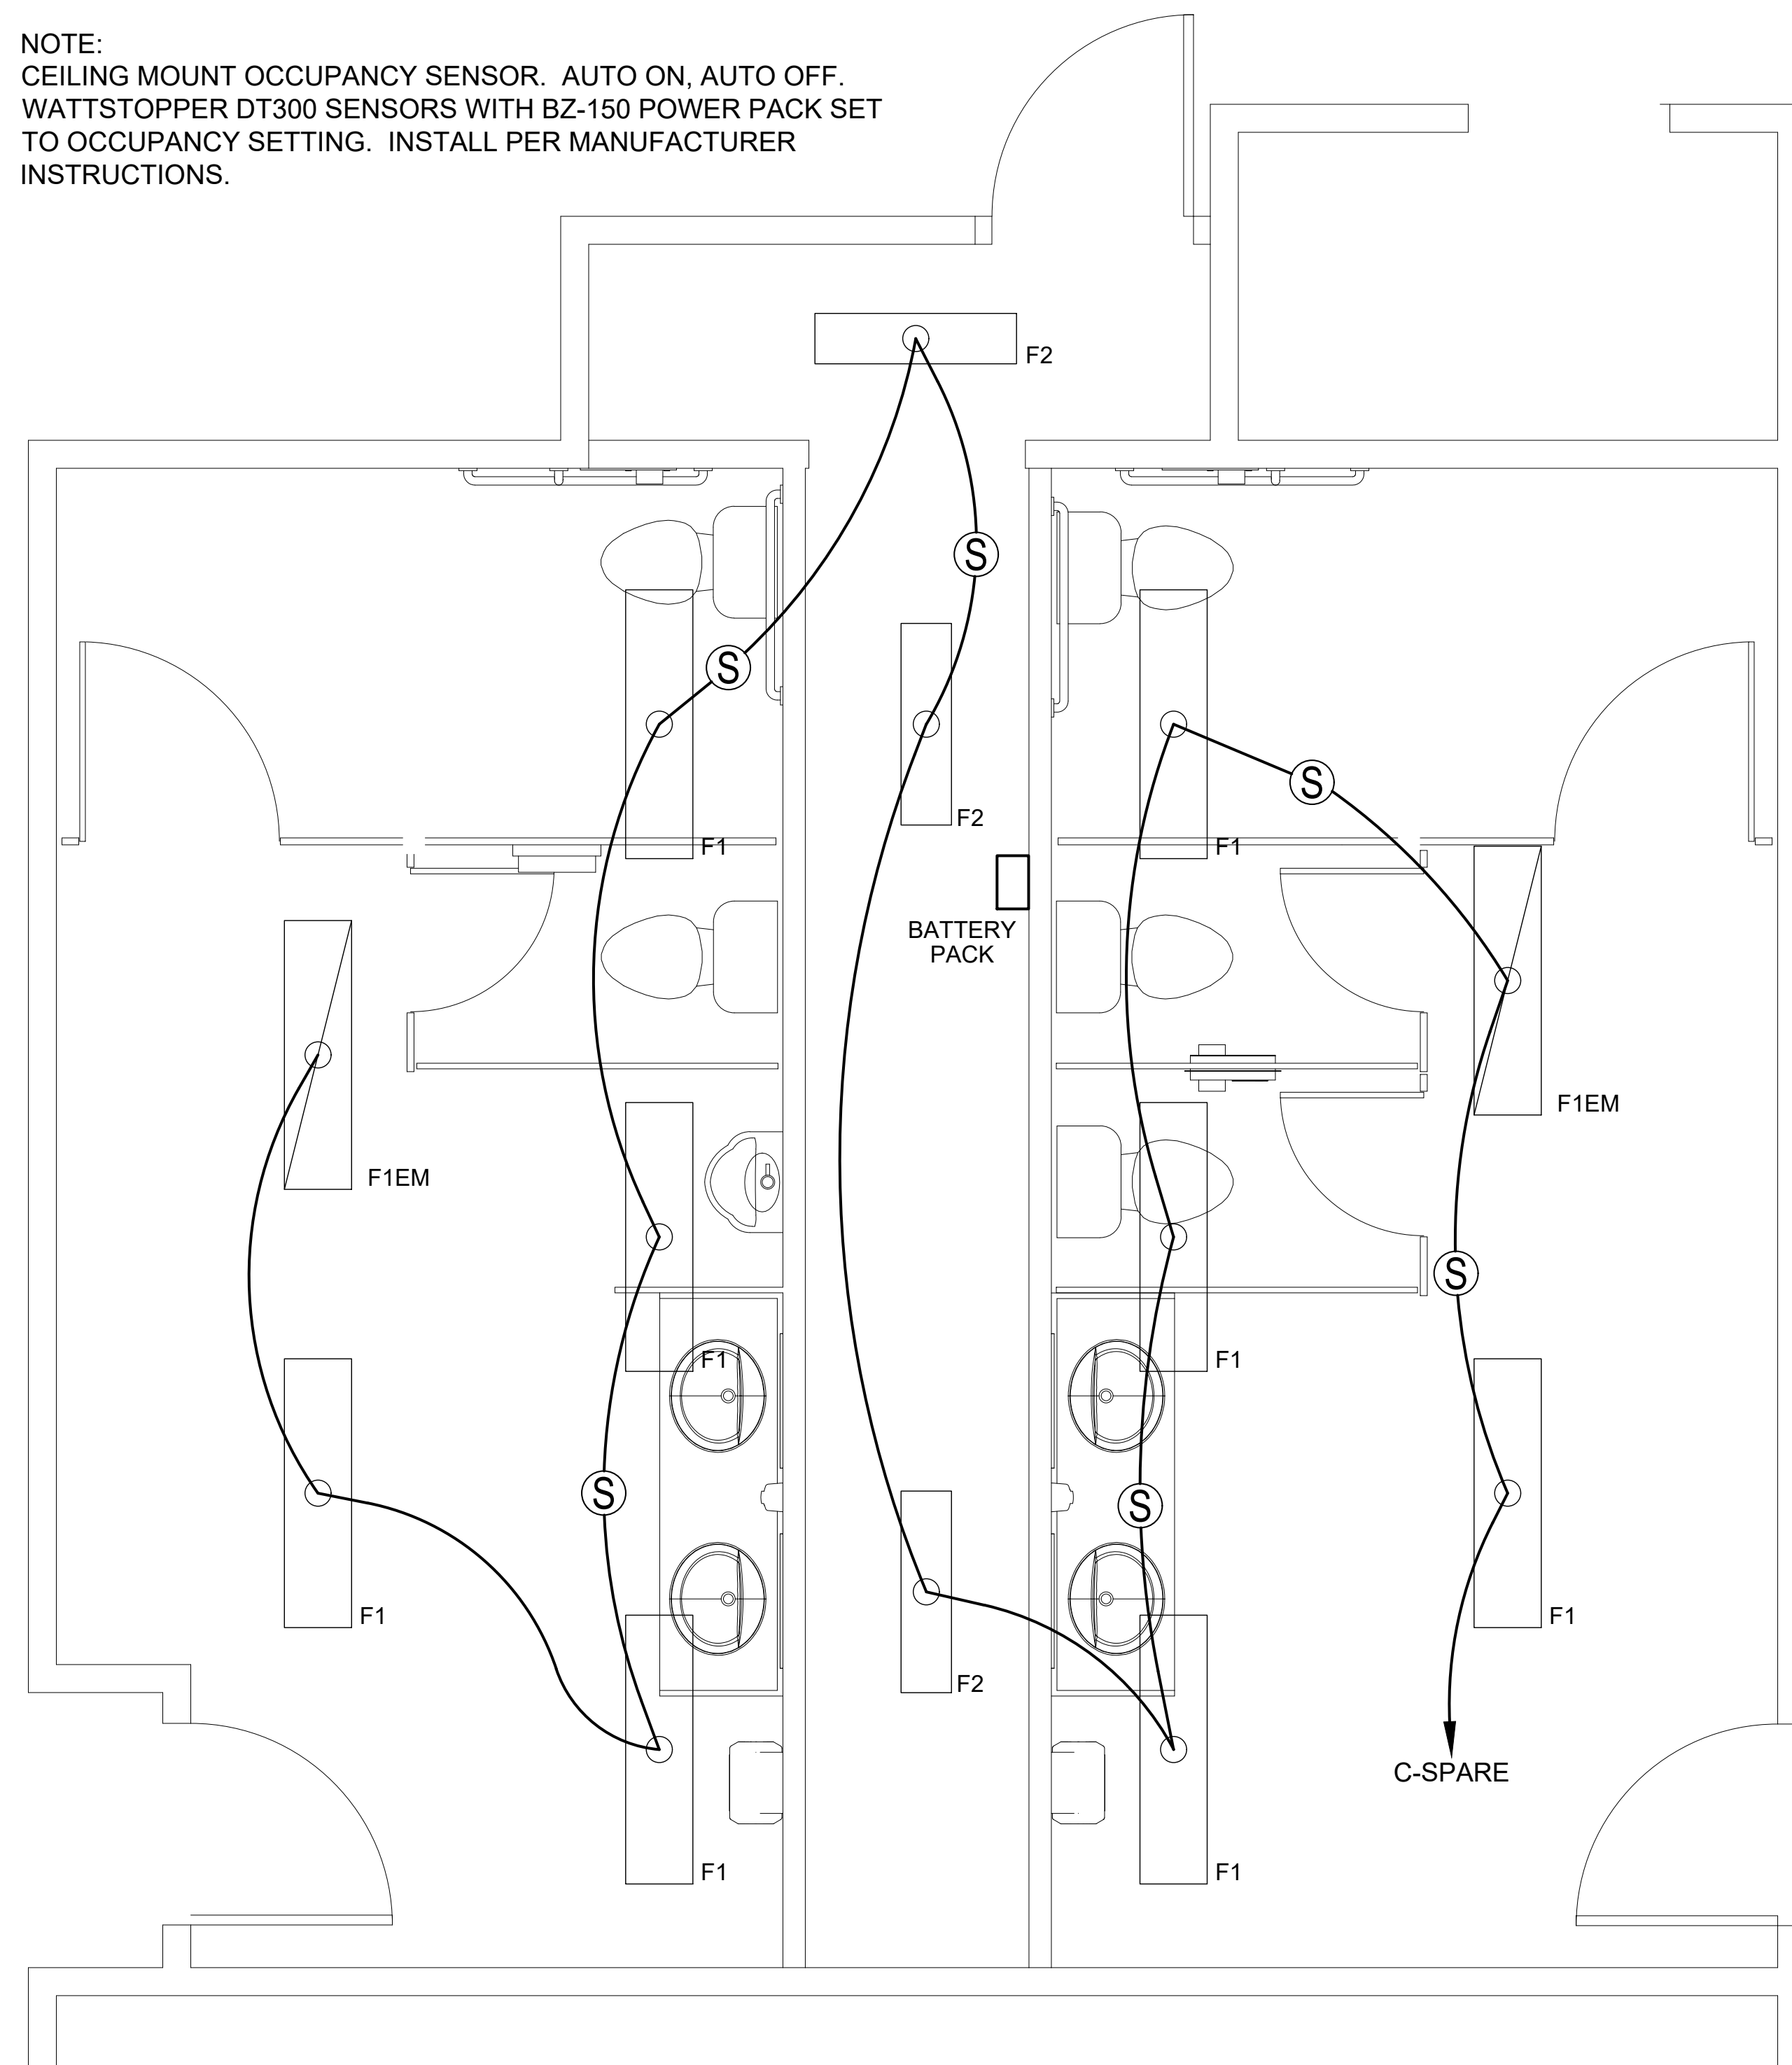 NOTE:
CEILING MOUNT OCCUPANCY SENSOR.  AUTO ON, AUTO OFF.
WATTSTOPPER DT300 SENSORS WITH BZ-150 POWER PACK SET
TO OCCUPANCY SETTING.  INSTALL PER MANUFACTURER
INSTRUCTIONS.
F2
S
S
S
F2
F1
F1
BATTERY
PACK
F1EM
F1EM
S
F1
F1
S
S
F1
F1
F2
C-SPARE
F1
F1